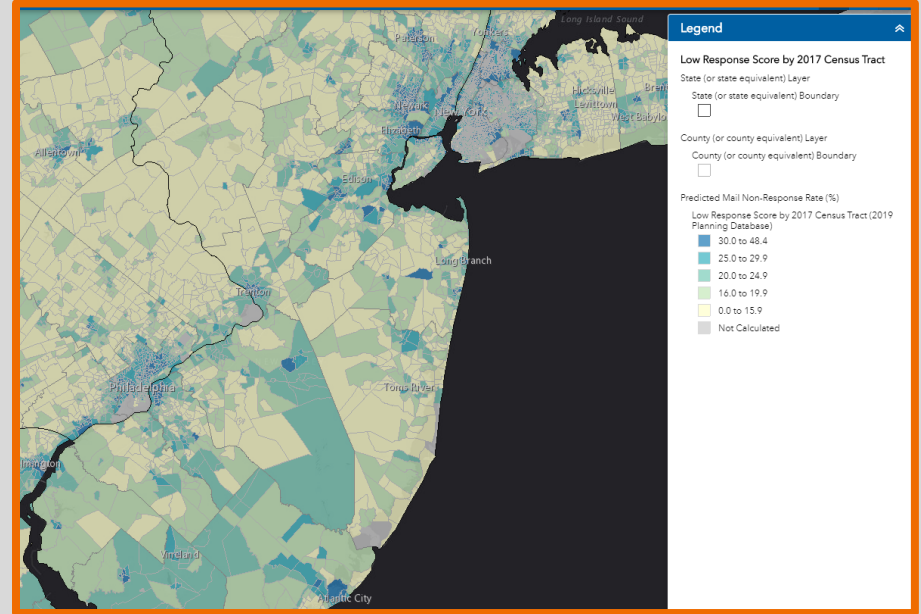 Long Island Sound
Paterson
Yonkers
Newark
New York
Hicksville
Levittown
Bren
West Babylo
Elizabeth
Allentown
Edison
Long Branch
Trenton
Philadelphia
Toms River
lmington
Vineland
Atlantic City
Legend
Low Response Score by 2017 Census Tract
State (or state equivalent) Layer
State (or state equivalent) Boundary
County (or county equivalent) Layer
County (or county equivalent) Boundary
Predicted Mail Non-Response Rate (%)
Low Response Score by 2017 Census Tract (2019
Planning Database)
30.0 to 48.4
25.0 to 29.9
20.0 to 24.9
16.0 to 19.9
0.0 to 15.9
Not Calculated